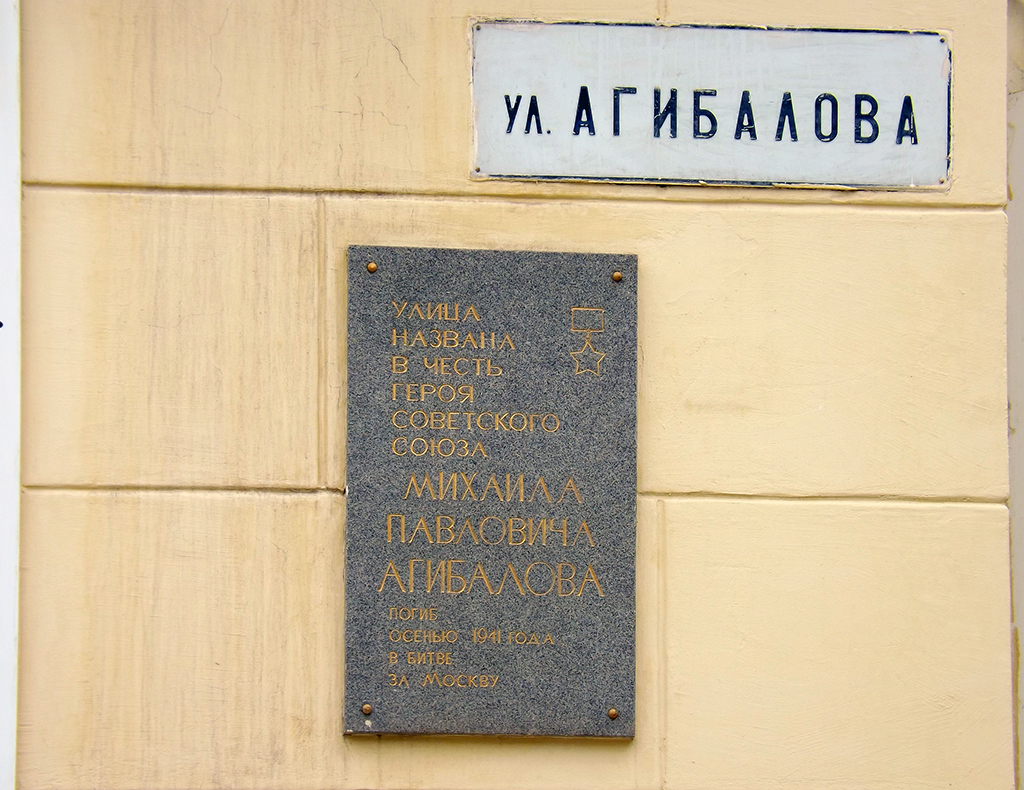 ул. АГИБАЛОВА
УЛИЦА
НАЗВАНА
В ЧЕСТЬ
ГЕРОЯ
СОВЕТСКОГО
СОЮЗА
МИХАИЛА
ПАВЛОВИЧА
АГИБАЛОВА
ПОГИБ
ОСЕНЬЮ 1941 ГОДА
В БИТВЕ
ЗА МОСКВУ